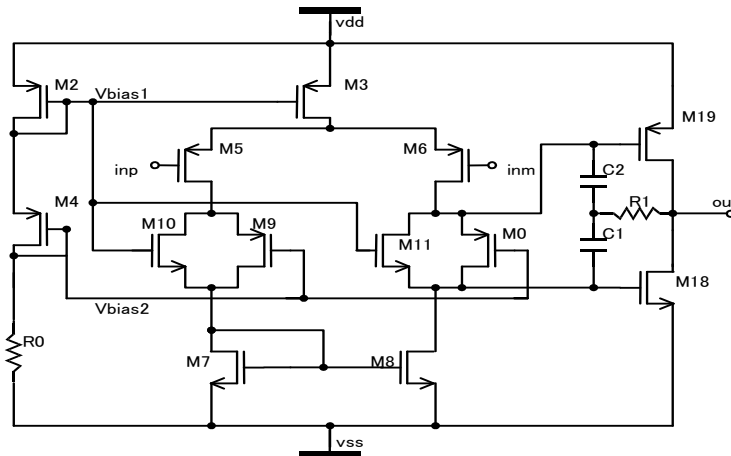 vdd
M2
Vbias1
M3
M19
inp
M5
M6
inm
C2
M4
M10
M9
M11
M0
R1
ou
C1
Vbias2
M18
R0
M7
M8
vss